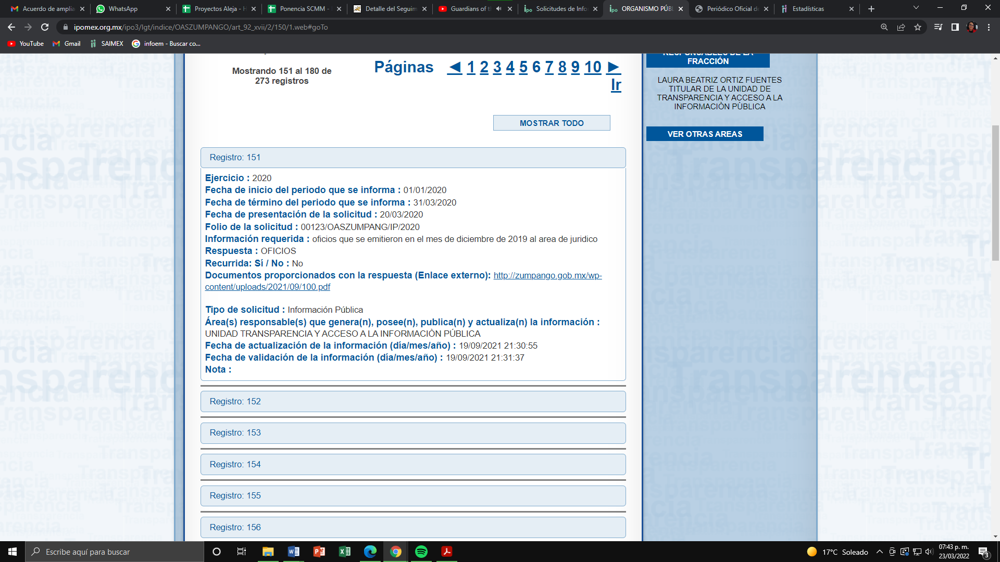 Acuerdo de amplia
WhatsApp
Proyectos Aleja - H
Ponencia SCMM -
Detalle del Seguim
Guardians of t
Solicitudes de Info
ORGANISMO PÚBL
Periódico Oficial de
Estadísticas
ipomex.org.mx/ipo3/lgt/indice/OASZUMPANGO/art_92_xvii/2/150/1.web#goTo
YouTube
Gmail
SAIMEX
infoem - Buscar co...
Mostrando 151 al 180 de
273 registros
Páginas ◄ 1 2 3 4 5 6 7 8 9 10 ►
Ir
MOSTRAR TODO
RESPONSABLES DE LA
FRACCIÓN
LAURA BEATRIZ ORTIZ FUENTES
TITULAR DE LA UNIDAD DE
TRANSPARENCIA Y ACCESO A LA
INFORMACIÒN PÙBLICA
VER OTRAS AREAS
Registro: 151
Ejercicio : 2020
Fecha de inicio del periodo que se informa : 01/01/2020
Fecha de término del periodo que se informa : 31/03/2020
Fecha de presentación de la solicitud : 20/03/2020
Folio de la solicitud : 00123/OASZUMPANG/IP/2020
Información requerida : oficios que se emitieron en el mes de diciembre de 2019 al area de juridico
Respuesta : OFICIOS
Recurrida: Sí / No : No
Documentos proporcionados con la respuesta (Enlace externo): http://zumpango.gob.mx/wp-
content/uploads/2021/09/100.pdf
Tipo de solicitud : Información Pública
Área(s) responsable(s) que genera(n), posee(n), publica(n) y actualiza(n) la información :
UNIDAD TRANSPARENCIA Y ACCESO A LA INFORMACIÒN PÚBLICA
Fecha de actualización de la información (día/mes/año) : 19/09/2021 21:30:55
Fecha de validación de la información (día/mes/año) : 19/09/2021 21:31:37
Nota :
Registro: 152
Registro: 153
Registro: 154
Registro: 155
Registro: 156
Escribe aquí para buscar
17°C Soleado
07:43 p. m.
23/03/2022
3